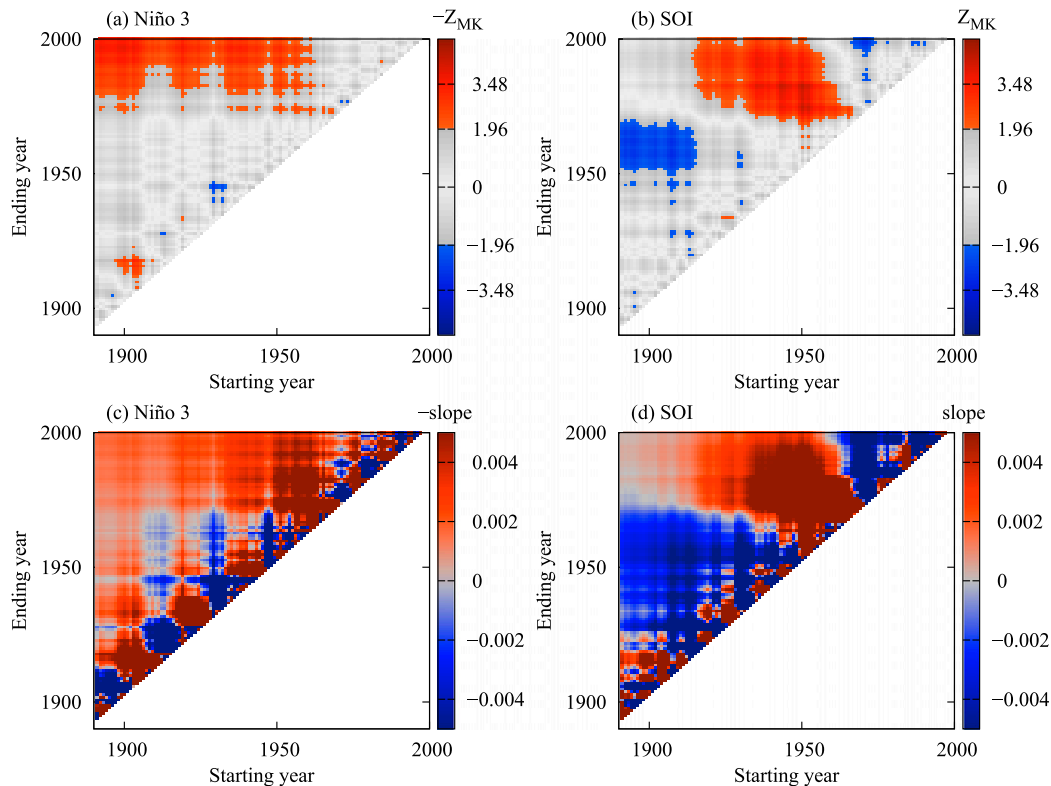 (a) Niño 3
−Z_MK
2000
1950
1900
Ending year
1900
1950
2000
Starting year
3.48
1.96
0
−1.96
−3.48
(b) SOI
Z_MK
2000
1950
1900
Ending year
1900
1950
2000
Starting year
3.48
1.96
0
−1.96
−3.48
(c) Niño 3
−slope
2000
1950
1900
Ending year
1900
1950
2000
Starting year
0.004
0.002
0
−0.002
−0.004
(d) SOI
slope
2000
1950
1900
Ending year
1900
1950
2000
Starting year
0.004
0.002
0
−0.002
−0.004